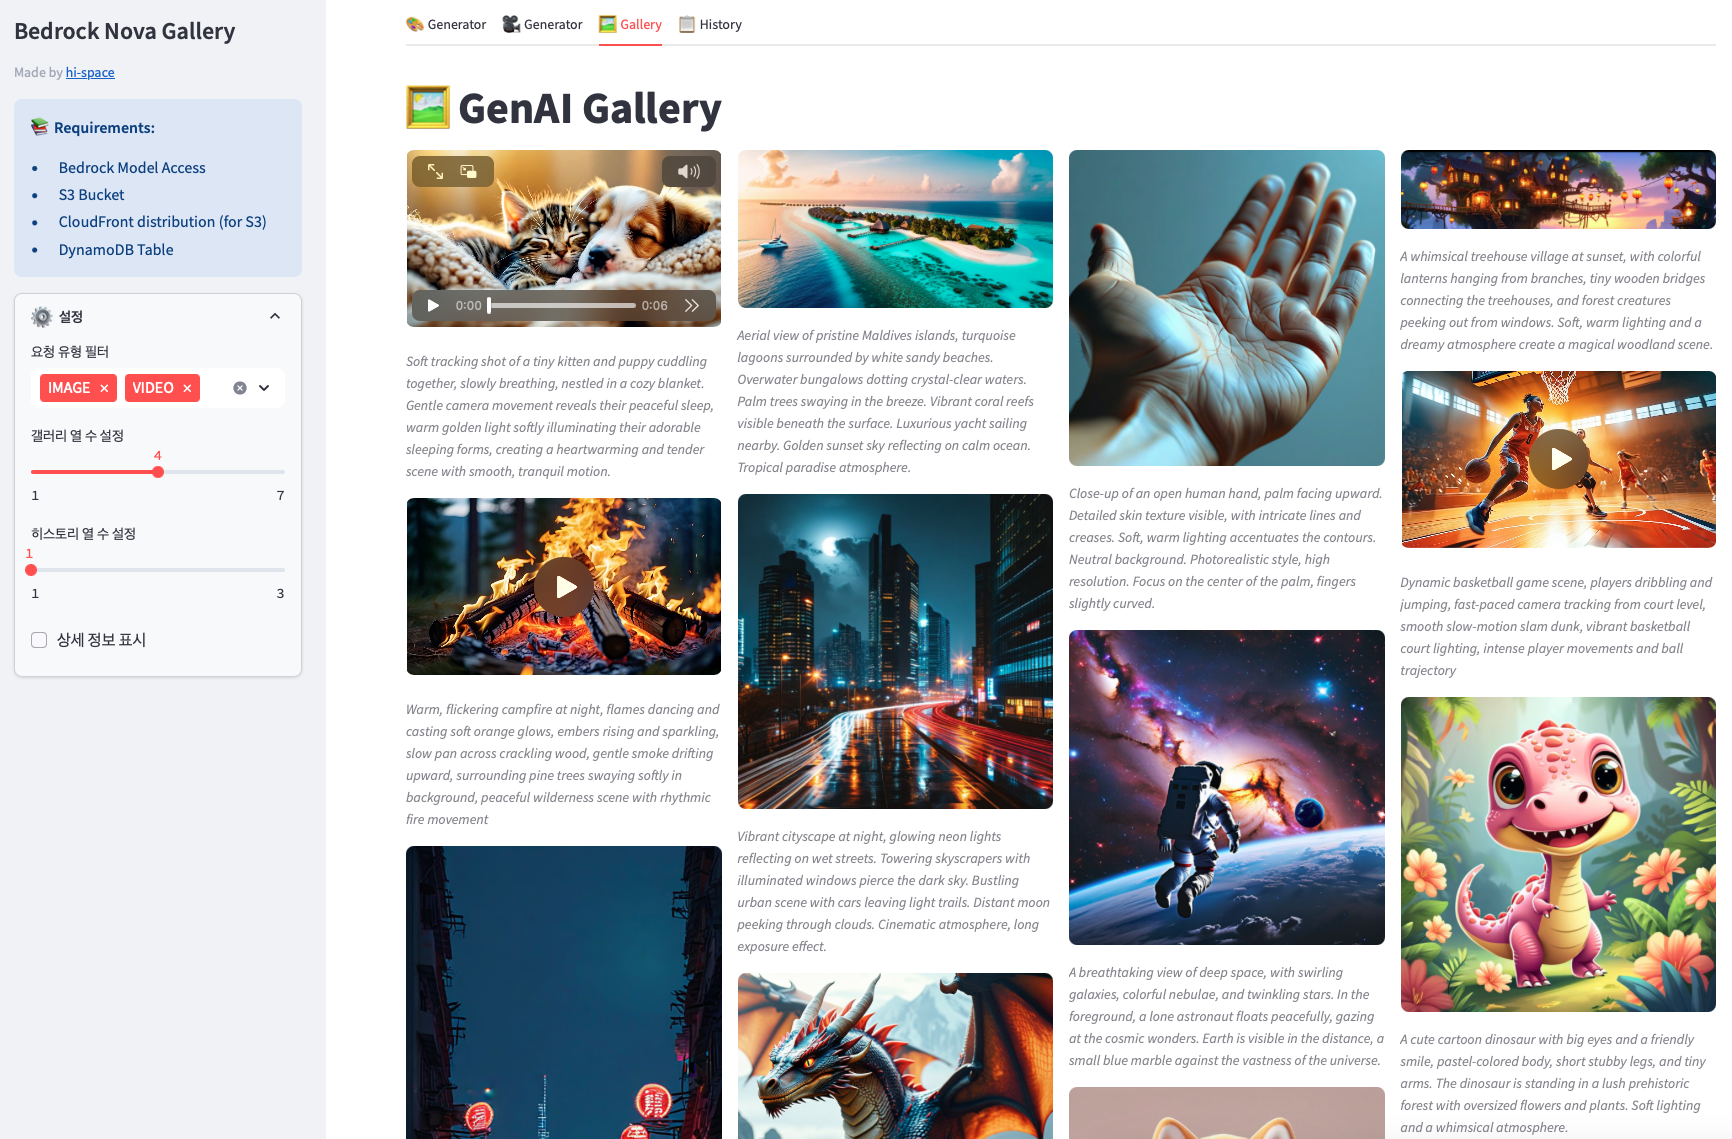 Bedrock Nova Gallery
Made by hi-space
Requirements:
Bedrock Model Access
S3 Bucket
CloudFront distribution (for S3)
DynamoDB Table
설정
요청 유형 필터
IMAGE
VIDEO
갤러리 열 수 설정
4
1 7
히스토리 열 수 설정
1
1 3
상세 정보 표시
Generator Generator Gallery History
GenAI Gallery
0:00 0:06
Soft tracking shot of a tiny kitten and puppy cuddling
together, slowly breathing, nestled in a cozy blanket.
Gentle camera movement reveals their peaceful sleep,
warm golden light softly illuminating their adorable
sleeping forms, creating a heartwarming and tender
scene with smooth, tranquil motion.
Warm, flickering campfire at night, flames dancing and
casting soft orange glows, embers rising and sparkling,
slow pan across crackling wood, gentle smoke drifting
upward, surrounding pine trees swaying softly in
background, peaceful wilderness scene with rhythmic
fire movement
Aerial view of pristine Maldives islands, turquoise
lagoons surrounded by white sandy beaches.
Overwater bungalows dotting crystal-clear waters.
Palm trees swaying in the breeze. Vibrant coral reefs
visible beneath the surface. Luxurious yacht sailing
nearby. Golden sunset sky reflecting on calm ocean.
Tropical paradise atmosphere.
Vibrant cityscape at night, glowing neon lights
reflecting on wet streets. Towering skyscrapers with
illuminated windows pierce the dark sky. Bustling
urban scene with cars leaving light trails. Distant moon
peeking through clouds. Cinematic atmosphere, long
exposure effect.
Close-up of an open human hand, palm facing upward.
Detailed skin texture visible, with intricate lines and
creases. Soft, warm lighting accentuates the contours.
Neutral background. Photorealistic style, high
resolution. Focus on the center of the palm, fingers
slightly curved.
A breathtaking view of deep space, with swirling
galaxies, colorful nebulae, and twinkling stars. In the
foreground, a lone astronaut floats peacefully, gazing
at the cosmic wonders. Earth is visible in the distance, a
small blue marble against the vastness of the universe.
A whimsical treehouse village at sunset, with colorful
lanterns hanging from branches, tiny wooden bridges
connecting the treehouses, and forest creatures
peeking out from windows. Soft, warm lighting and a
dreamy atmosphere create a magical woodland scene.
Dynamic basketball game scene, players dribbling and
jumping, fast-paced camera tracking from court level,
smooth slow-motion slam dunk, vibrant basketball
court lighting, intense player movements and ball
trajectory
A cute cartoon dinosaur with big eyes and a friendly
smile, pastel-colored body, short stubby legs, and tiny
arms. The dinosaur is standing in a lush prehistoric
forest with oversized flowers and plants. Soft lighting
and a whimsical atmosphere.